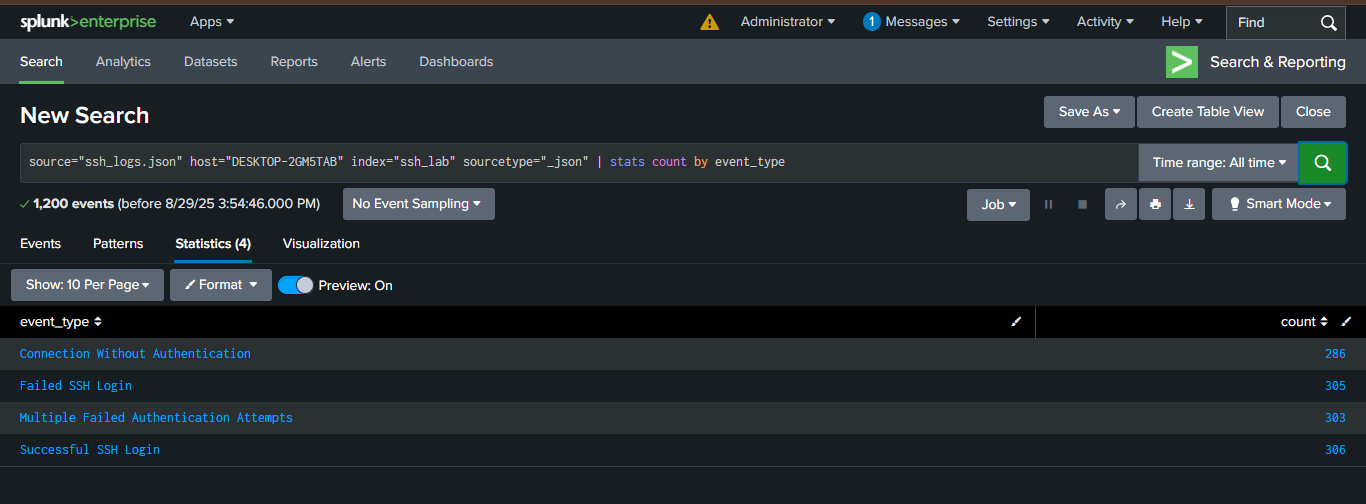 splunk>enterprise Apps Administrator 1 Messages Settings Activity Help Find
Search Analytics Datasets Reports Alerts Dashboards > Search & Reporting
New Search Save As Create Table View Close
source="ssh_logs.json" host="DESKTOP-2GM5TAB" index="ssh_lab" sourcetype="_json" | stats count by event_type Time range: All time
1,200 events (before 8/29/25 3:54:46.000 PM) No Event Sampling Job Smart Mode
Events Patterns Statistics (4) Visualization
Show: 10 Per Page Format Preview: On
event_type count
Connection Without Authentication 286
Failed SSH Login 305
Multiple Failed Authentication Attempts 303
Successful SSH Login 306